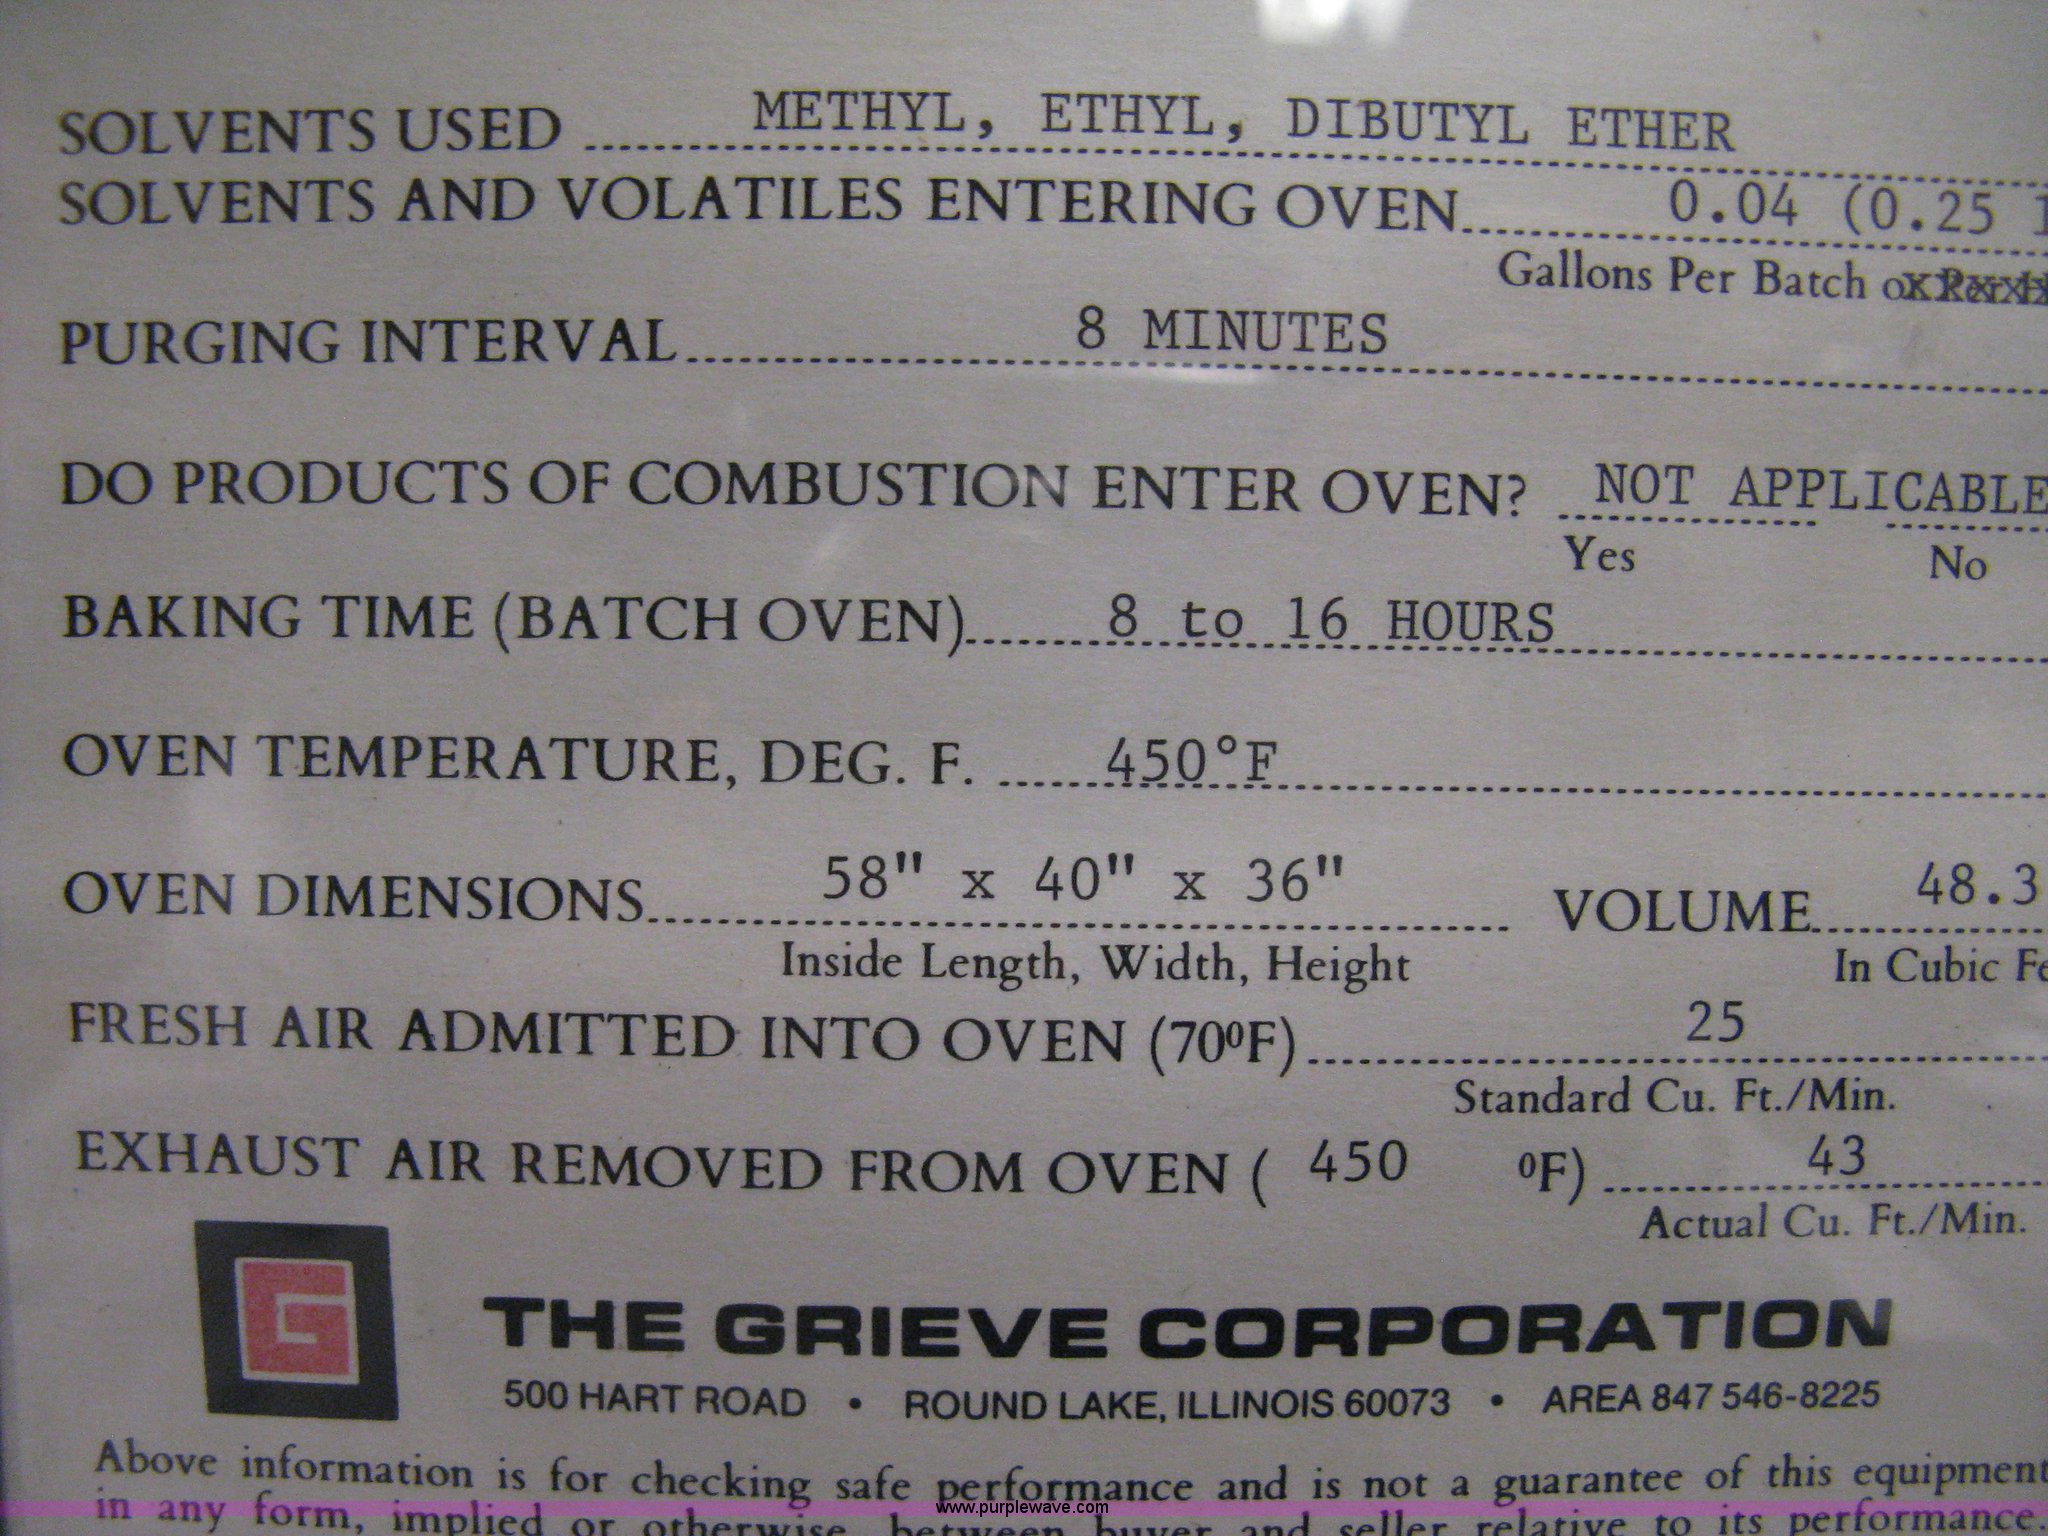 SOLVENTS USED METHYL, ETHYL, DIBUTYL ETHER
SOLVENTS AND VOLATILES ENTERING OVEN 0.04 (0.25
Gallons Per Batch or Per
PURGING INTERVAL 8 MINUTES
DO PRODUCTS OF COMBUSTION ENTER OVEN? NOT APPLICABLE
Yes No
BAKING TIME (BATCH OVEN) 8 to 16 HOURS
OVEN TEMPERATURE, DEG. F. 450°F
OVEN DIMENSIONS 58" x 40" x 36" VOLUME 48.3
Inside Length, Width, Height In Cubic Fe
FRESH AIR ADMITTED INTO OVEN (70ºF) 25
Standard Cu. Ft./Min.
EXHAUST AIR REMOVED FROM OVEN ( 450 ºF) 43
Actual Cu. Ft./Min.
G
THE GRIEVE CORPORATION
500 HART ROAD • ROUND LAKE, ILLINOIS 60073 • AREA 847 546-8225
Above information is for checking safe performance and is not a guarantee of this equipment
in any form, implied or otherwise between buyer and seller relative to its performance.
www.purplewave.com